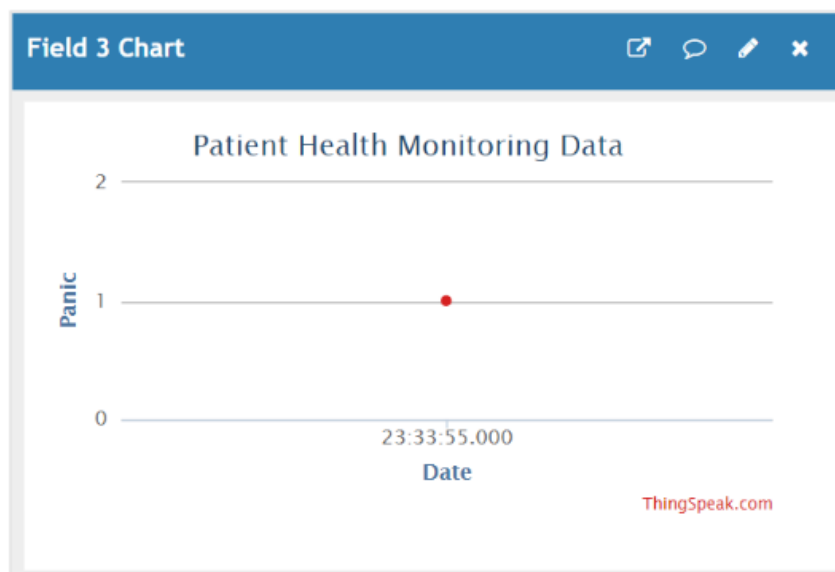 Field 3 Chart
Patient Health Monitoring Data
2
Panic
1
0
23:33:55.000
Date
ThingSpeak.com